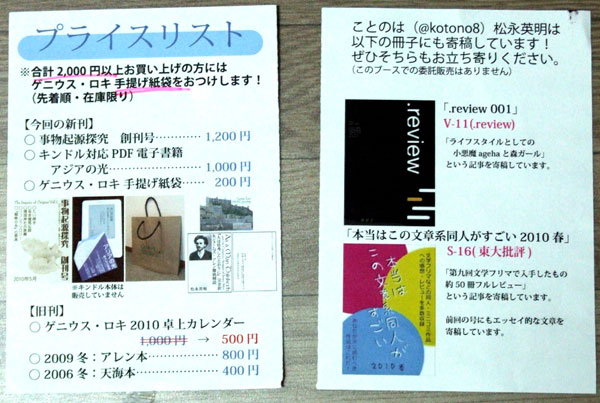 プライスリスト
※合計 2,000 円以上お買い上げの方には
ゲニウス・ロキ 手提げ紙袋をおつけします！
（先着順・在庫限り）
【今回の新刊】
○ 事物起源探究　創刊号……………1,200 円
○ キンドル対応 PDF 電子書籍
アジアの光……………1,000 円
○ ゲニウス・ロキ 手提げ紙袋……200 円
事物起源探究 創刊号
※キンドル本体は
販売していません
【旧刊】
○ ゲニウス・ロキ 2010 卓上カレンダー
1,000 円 → 500 円
○ 2009 冬：アレン本……………800 円
○ 2006 冬：天海本……………400 円
ことのは（@kotono8）松永英明は
以下の冊子にも寄稿しています！
ぜひそちらもお立ち寄りください。
（このブースでの委託販売はありません）
.review
「.review 001」
V-11(.review)
「ライフスタイルとしての
小悪魔 ageha と森ガール」
という記事を寄稿しています。
「本当はこの文章系同人がすごい 2010 春」
S-16( 東大批評 )
本当は
この文章系同人が
すごい
2010 春
「第九回文学フリマで入手したもの
約 50 冊フルレビュー」
という記事を寄稿しています。
前回の号にもエッセイ的な文章を
寄稿しています。